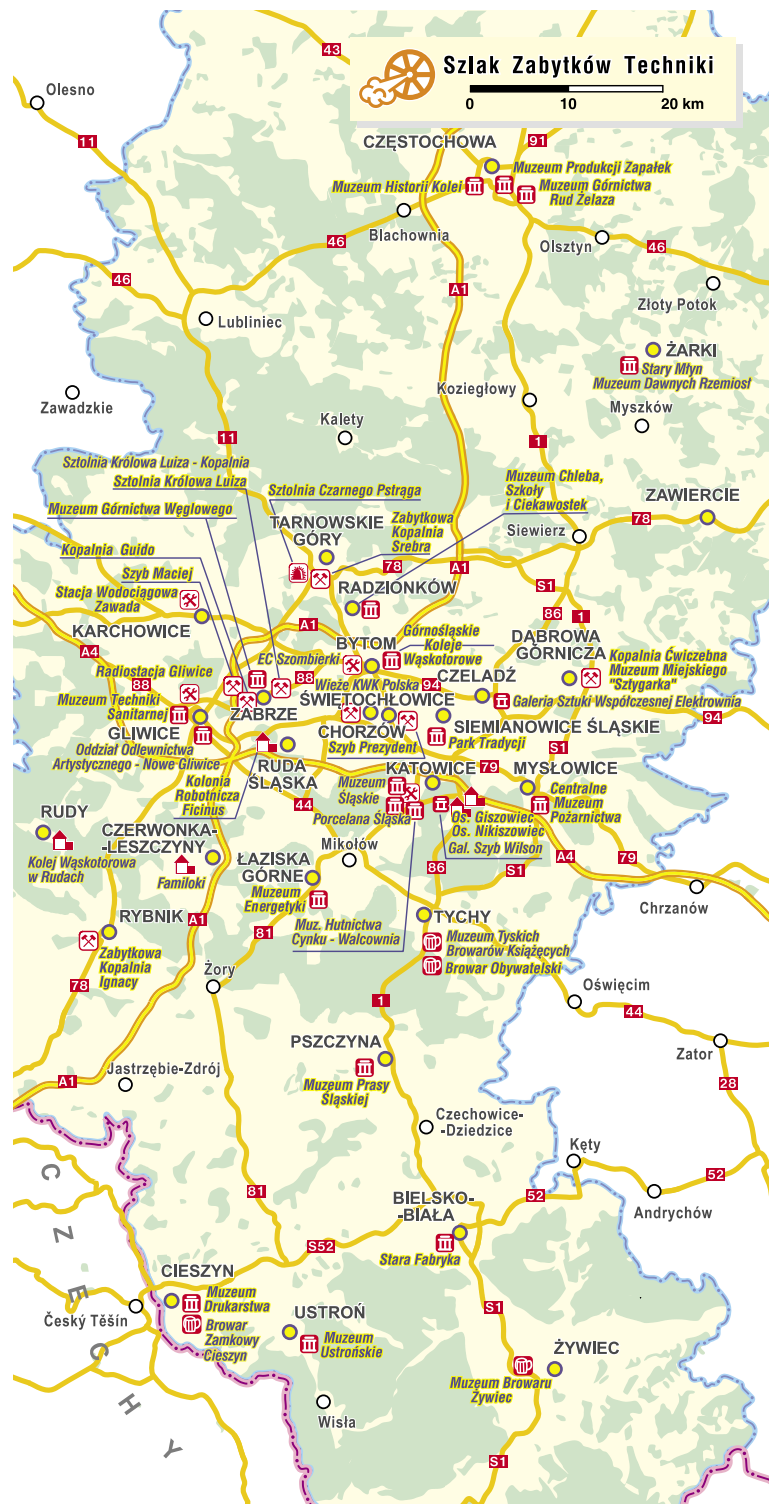 Szlak Zabytków Techniki
0 10 20 km
43
Olesno
11
91
CZĘSTOCHOWA
Muzeum Produkcji Zapałek
Muzeum Historii Kolei
Muzeum Górnictwa
Rud Żelaza
Blachownia
46
Olsztyn
46
46
A1
Złoty Potok
Lubliniec
ŻARKI
Stary Młyn
Muzeum Dawnych Rzemiosł
Zawadzkie
Koziegłowy
Myszków
Kalety
11
1
Sztolnia Królowa Luiza - Kopalnia
Sztolnia Królowa Luiza
Muzeum Górnictwa Węglowego
Sztolnia Czarnego Pstrąga
Muzeum Chleba,
Szkoły
i Ciekawostek
ZAWIERCIE
78
TARNOWSKIE
GÓRY
Zabytkowa
Kopalnia
Srebra
Siewierz
Kopalnia Guido
Szyb Maciej
78
A1
S1
Stacja Wodociągowa
Zawada
RADZIONKÓW
86
1
KARCHOWICE
A1
A4
BYTOM
Górnośląskie
Koleje
Wąskotorowe
DĄBROWA
GÓRNICZA
Kopalnia Ćwiczebna
Muzeum Miejskiego
"Sztygarka"
EC Szombierki
Radiostacja Gliwice
88
88
Wieże KWK Polska
94
CZELADŹ
Muzeum Techniki
Sanitarnej
ZABRZE
ŚWIĘTOCHŁOWICE
Galeria Sztuki Współczesnej Elektrownia
94
GLIWICE
CHORZÓW
Szyb Prezydent
SIEMIANOWICE ŚLĄSKIE
Park Tradycji
S1
Oddział Odlewnictwa
Artystycznego - Nowe Gliwice
RUDA
ŚLĄSKA
KATOWICE
79
MYSŁOWICE
Kolonia
Robotnicza
Ficinus
Muzeum
Śląskie
Centralne
Muzeum
Pożarnictwa
44
Porcelana Śląska
Os. Giszowiec
Os. Nikiszowiec
Gal. Szyb Wilson
RUDY
Kolej Wąskotorowa
w Rudach
CZERWONKA-
LESZCZYNY
Familoki
Mikołów
A4
79
86
S1
ŁAZISKA
GÓRNE
Muzeum
Energetyki
Chrzanów
RYBNIK
A1
TYCHY
Muzeum Tyskich
Browarów Książęcych
Browar Obywatelski
Muz. Hutnictwa
Cynku - Walcownia
81
Zabytkowa
Kopalnia
Ignacy
78
Żory
Oświęcim
1
44
Zator
PSZCZYNA
Muzeum Prasy
Śląskiej
A1
Jastrzębie-Zdrój
28
Czechowice-
-Dziedzice
Kęty
52
Andrychów
81
BIELSKO-
-BIAŁA
52
Stara Fabryka
S52
CIESZYN
Muzeum
Drukarstwa
Browar
Zamkowy
Cieszyn
Český Těšín
USTROŃ
Muzeum
Ustrońskie
S1
ŻYWIEC
Muzeum Browaru
Żywiec
Wisła
S1
CZECHY